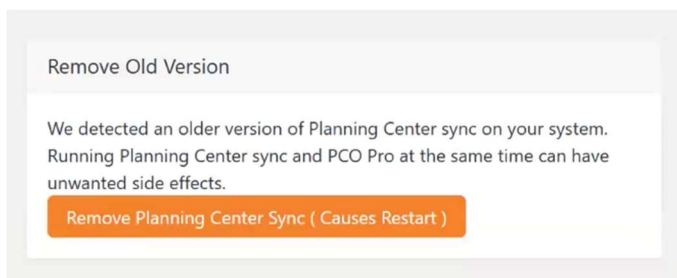 Remove Old Version
We detected an older version of Planning Center sync on your system.
Running Planning Center sync and PCO Pro at the same time can have
unwanted side effects.
Remove Planning Center Sync ( Causes Restart )